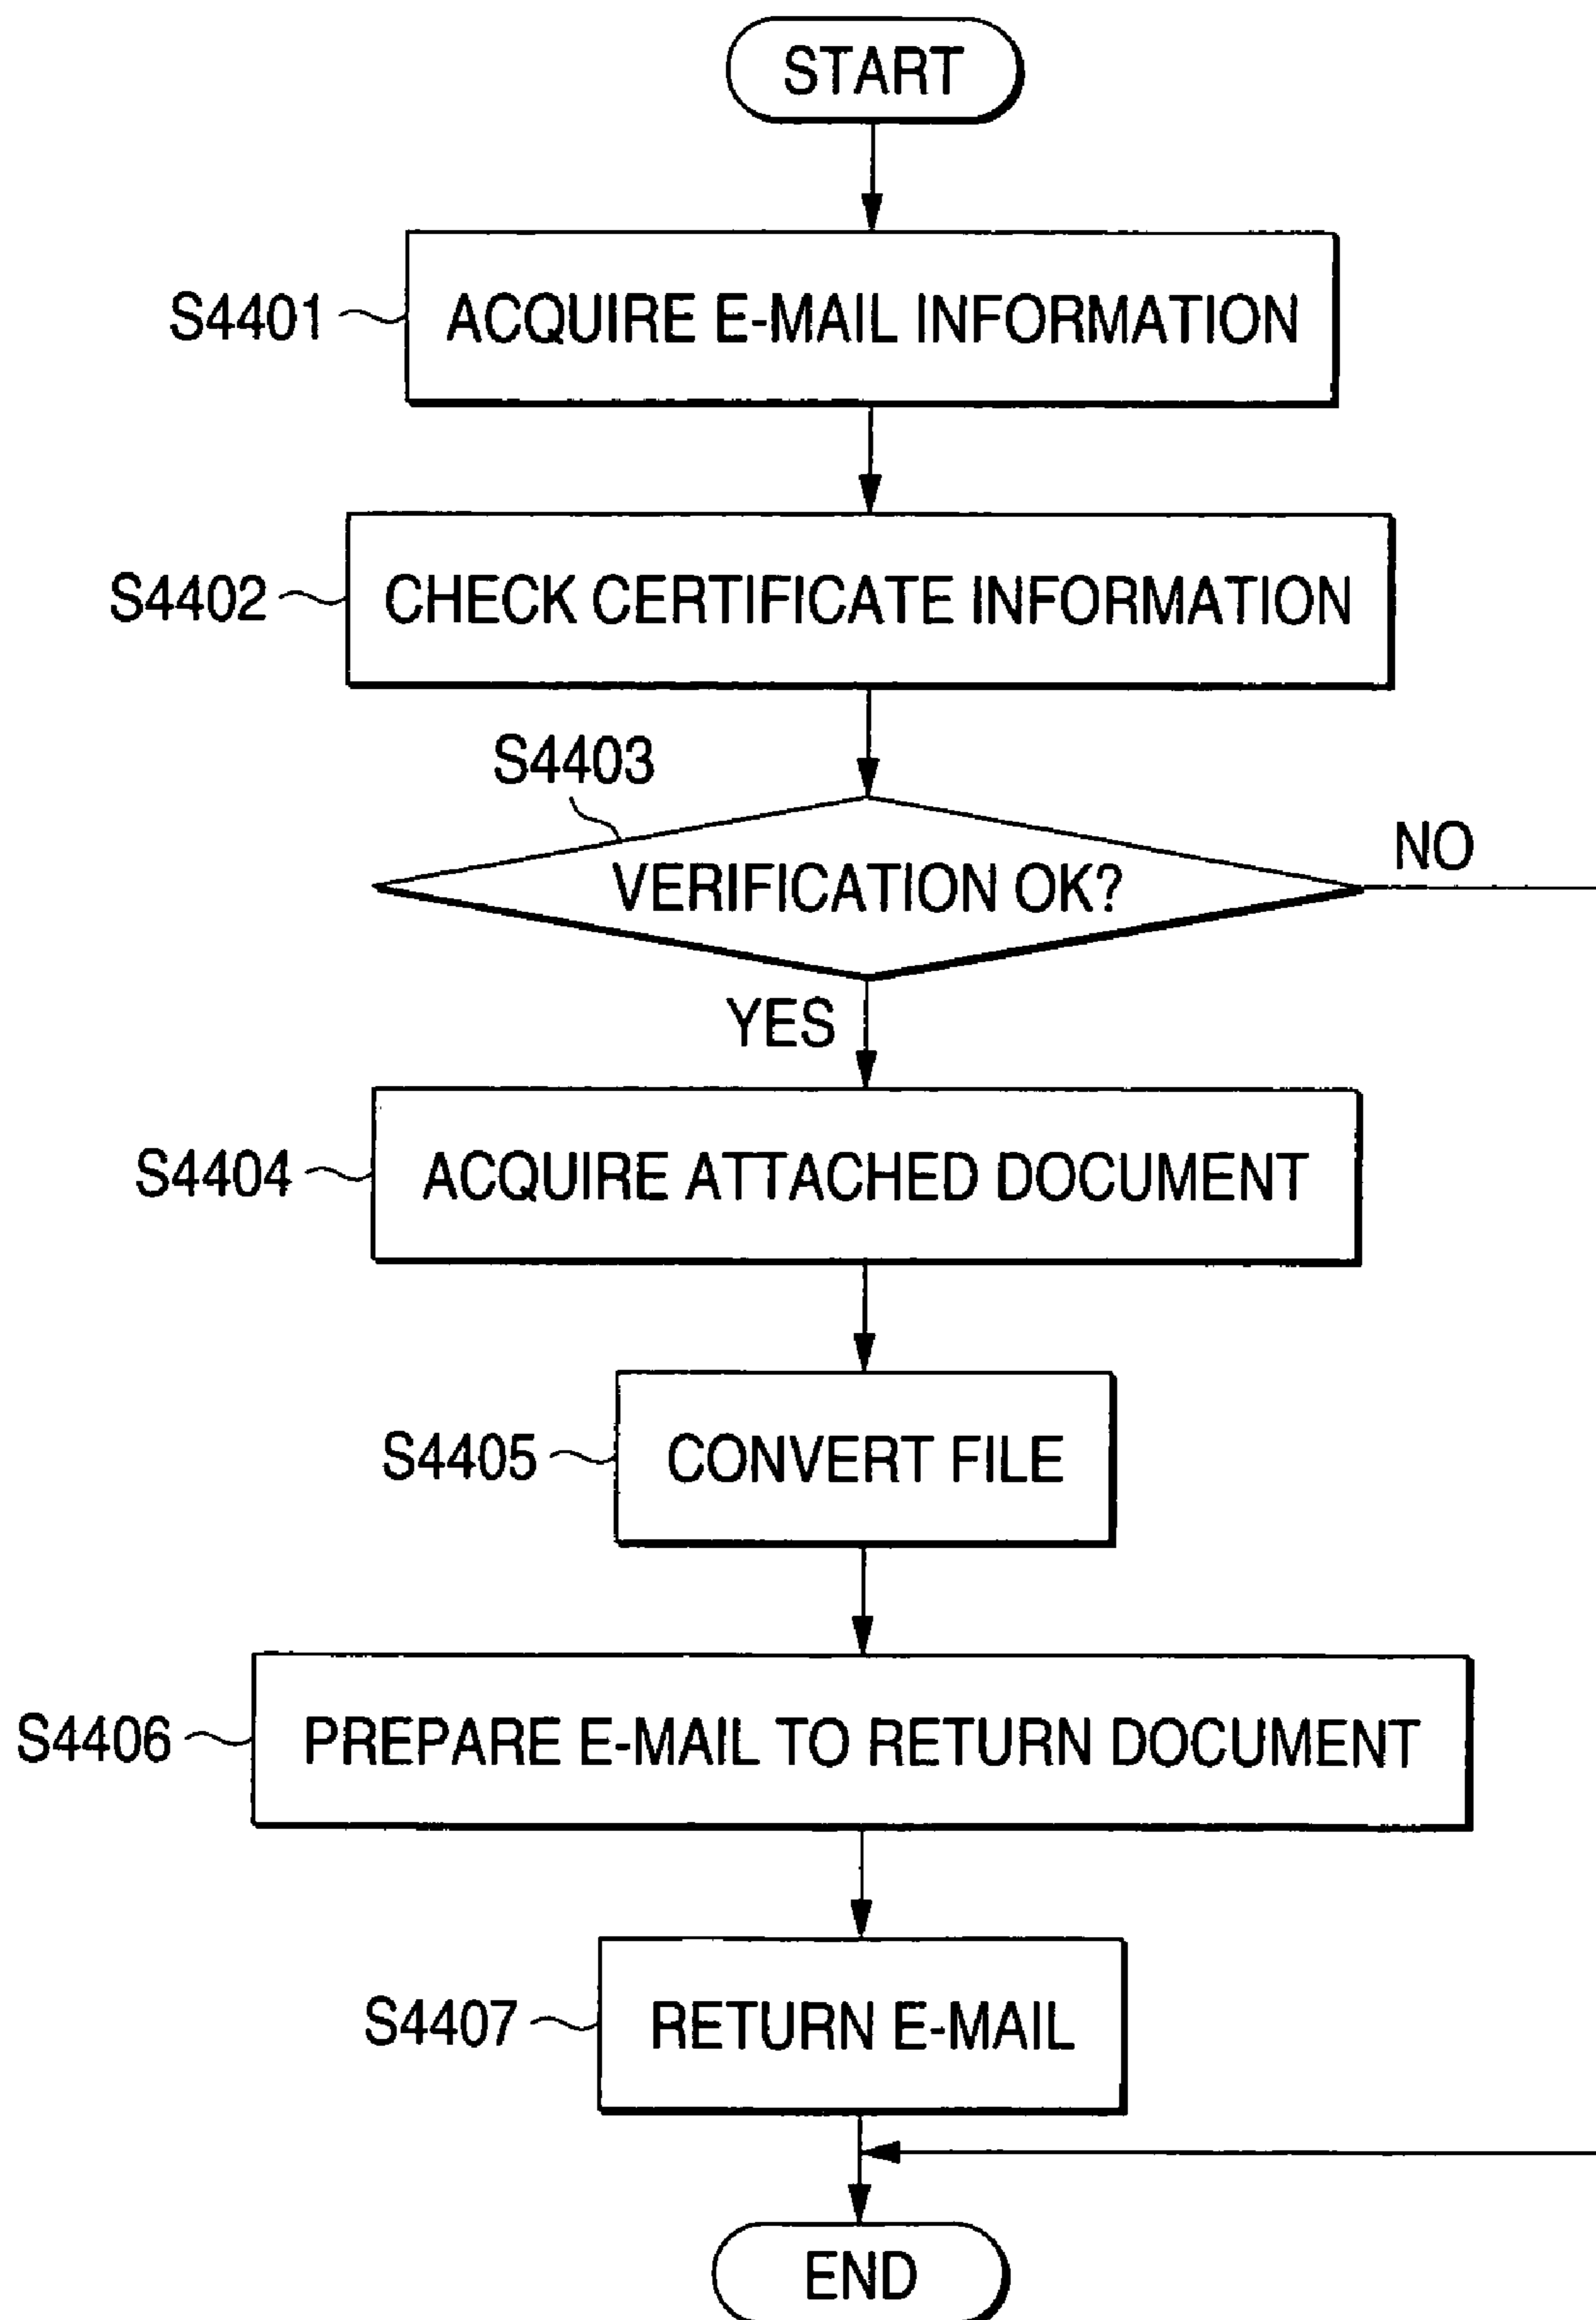 START
S4401
ACQUIRE E-MAIL INFORMATION
S4402
CHECK CERTIFICATE INFORMATION
S4403
VERIFICATION OK?
NO
YES
S4404
ACQUIRE ATTACHED DOCUMENT
S4405
CONVERT FILE
S4406
PREPARE E-MAIL TO RETURN DOCUMENT
S4407
RETURN E-MAIL
END